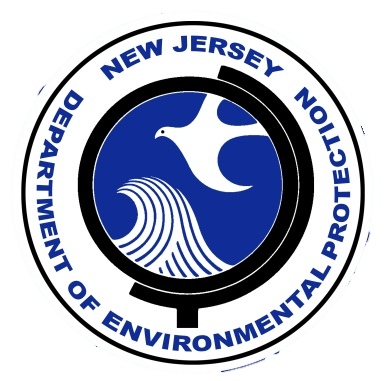 NEW JERSEY
DEPARTMENT OF ENVIRONMENTAL PROTECTION